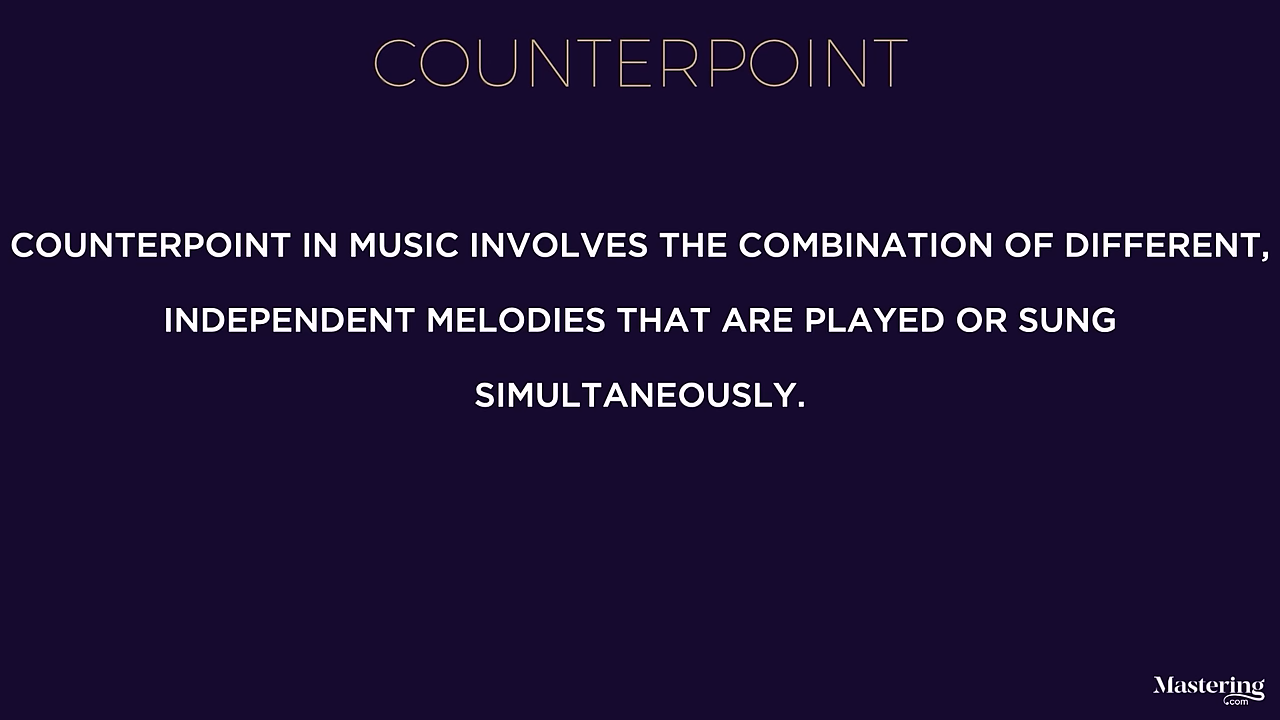 COUNTERPOINT
COUNTERPOINT IN MUSIC INVOLVES THE COMBINATION OF DIFFERENT,
INDEPENDENT MELODIES THAT ARE PLAYED OR SUNG
SIMULTANEOUSLY.
Mastering
.com